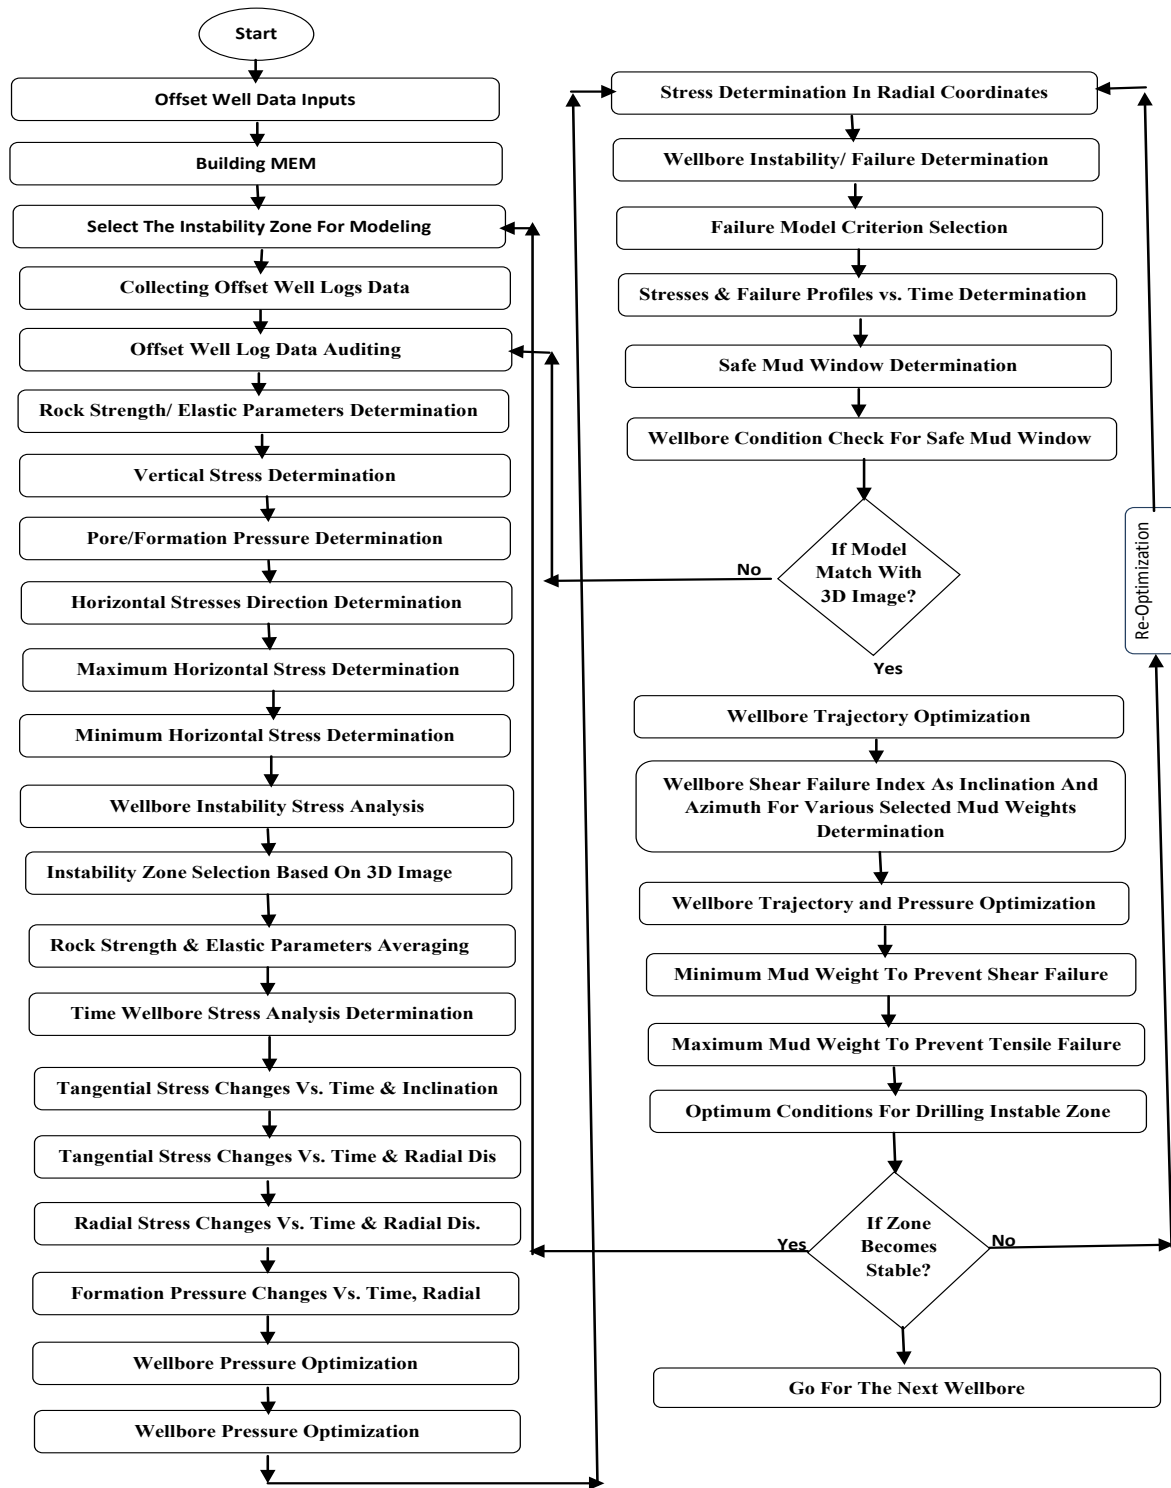 Start
Offset Well Data Inputs
Building MEM
Select The Instability Zone For Modeling
Collecting Offset Well Logs Data
Offset Well Log Data Auditing
Rock Strength/ Elastic Parameters Determination
Vertical Stress Determination
Pore/Formation Pressure Determination
Horizontal Stresses Direction Determination
Maximum Horizontal Stress Determination
Minimum Horizontal Stress Determination
Wellbore Instability Stress Analysis
Instability Zone Selection Based On 3D Image
Rock Strength & Elastic Parameters Averaging
Time Wellbore Stress Analysis Determination
Tangential Stress Changes Vs. Time & Inclination
Tangential Stress Changes Vs. Time & Radial Dis
Radial Stress Changes Vs. Time & Radial Dis.
Formation Pressure Changes Vs. Time, Radial
Wellbore Pressure Optimization
Wellbore Pressure Optimization
Stress Determination In Radial Coordinates
Wellbore Instability/ Failure Determination
Failure Model Criterion Selection
Stresses & Failure Profiles vs. Time Determination
Safe Mud Window Determination
Wellbore Condition Check For Safe Mud Window
If Model
Match With
3D Image?
No
Yes
Wellbore Trajectory Optimization
Wellbore Shear Failure Index As Inclination And
Azimuth For Various Selected Mud Weights
Determination
Wellbore Trajectory and Pressure Optimization
Minimum Mud Weight To Prevent Shear Failure
Maximum Mud Weight To Prevent Tensile Failure
Optimum Conditions For Drilling Instable Zone
If Zone
Becomes
Stable?
Yes
No
Re-Optimization
Go For The Next Wellbore